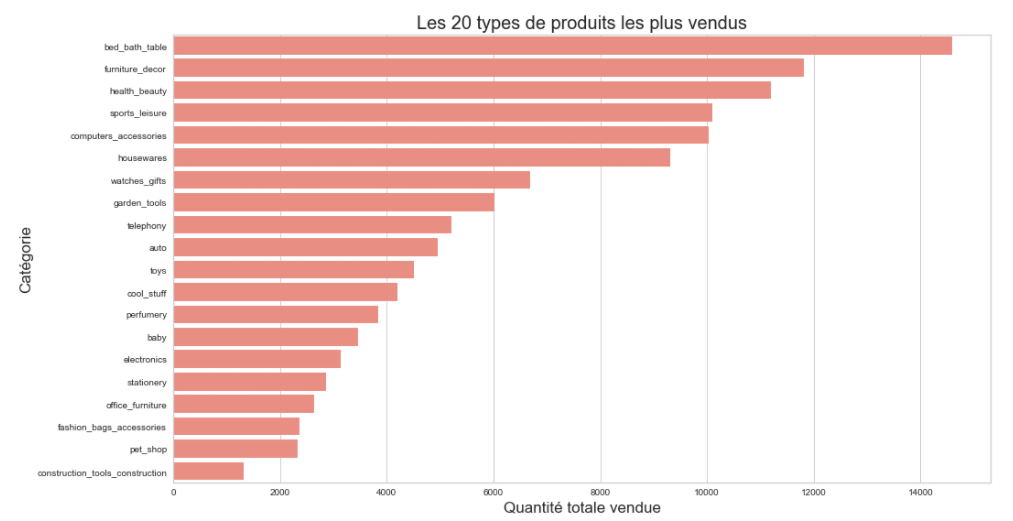 Les 20 types de produits les plus vendus
Catégorie
bed_bath_table
furniture_decor
health_beauty
sports_leisure
computers_accessories
housewares
watches_gifts
garden_tools
telephony
auto
toys
cool_stuff
perfumery
baby
electronics
stationery
office_furniture
fashion_bags_accessories
pet_shop
construction_tools_construction
0 2000 4000 6000 8000 10000 12000 14000
Quantité totale vendue